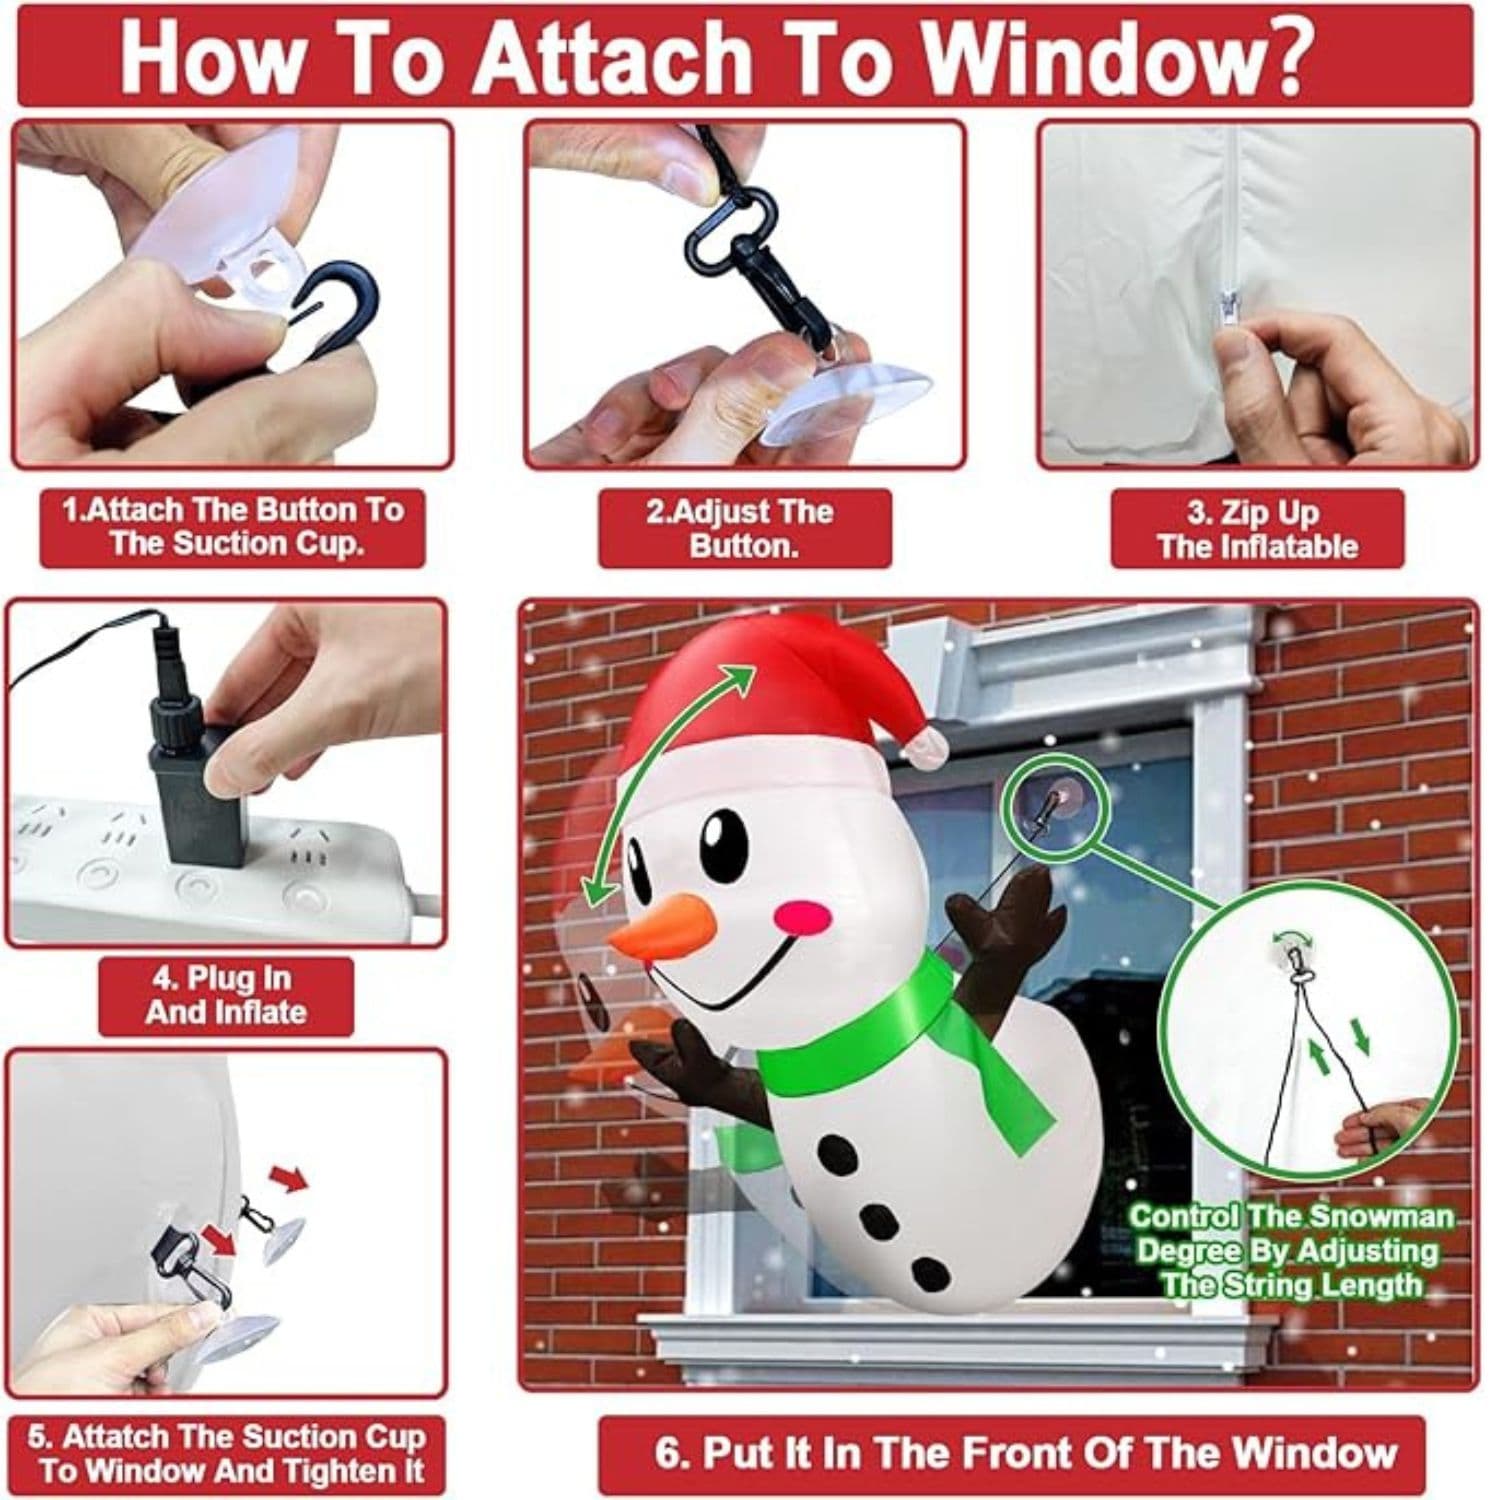 How To Attach To Window?
1.Attach The Button To
The Suction Cup.
2.Adjust The
Button.
3. Zip Up
The Inflatable
4. Plug In
And Inflate
5. Attatch The Suction Cup
To Window And Tighten It
Control The Snowman
Degree By Adjusting
The String Length
6. Put It In The Front Of The Window